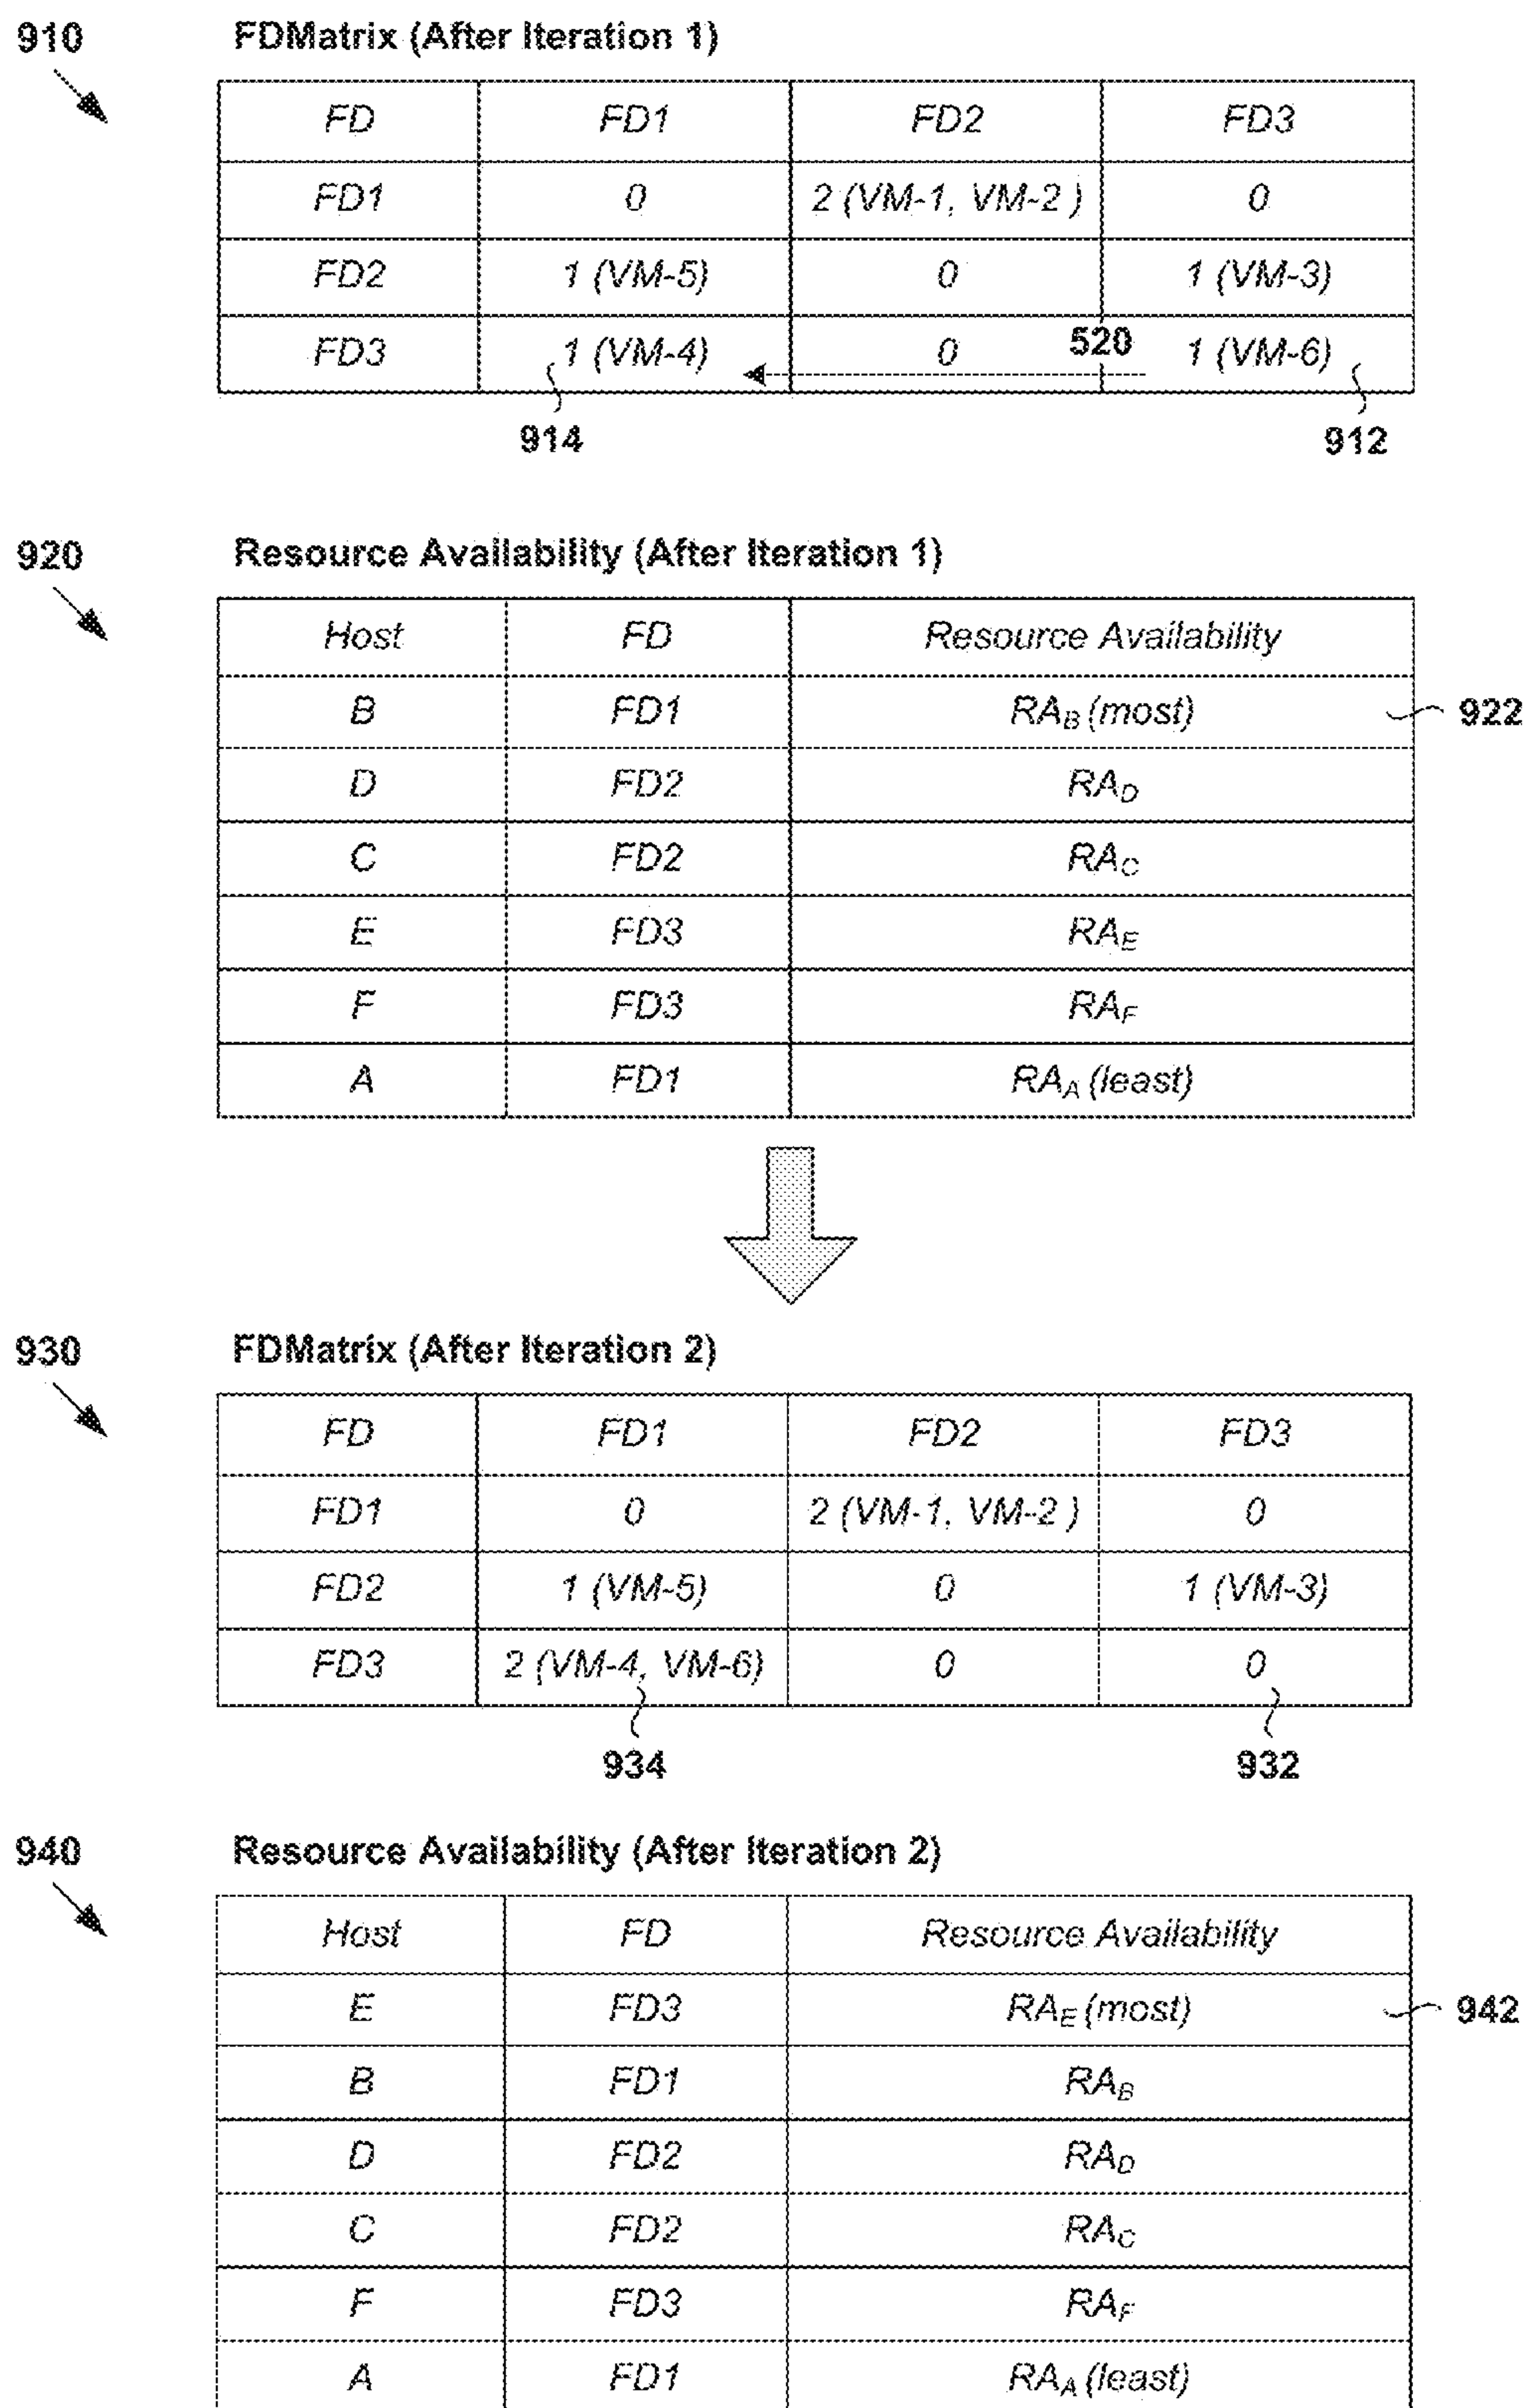 910 FDMatrix (After Iteration 1)
FD FD1 FD2 FD3
FD1 0 2 (VM-1, VM-2 ) 0
FD2 1 (VM-5) 0 1 (VM-3)
FD3 1 (VM-4) 0 520 1 (VM-6)
914 912
920 Resource Availability (After Iteration 1)
Host FD Resource Availability
B FD1 RAB (most) 922
D FD2 RAD
C FD2 RAC
E FD3 RAE
F FD3 RAF
A FD1 RAA (least)
930 FDMatrix (After Iteration 2)
FD FD1 FD2 FD3
FD1 0 2 (VM-1, VM-2 ) 0
FD2 1 (VM-5) 0 1 (VM-3)
FD3 2 (VM-4, VM-6) 0 0
934 932
940 Resource Availability (After Iteration 2)
Host FD Resource Availability
E FD3 RAE (most) 942
B FD1 RAB
D FD2 RAD
C FD2 RAC
F FD3 RAF
A FD1 RAA (least)